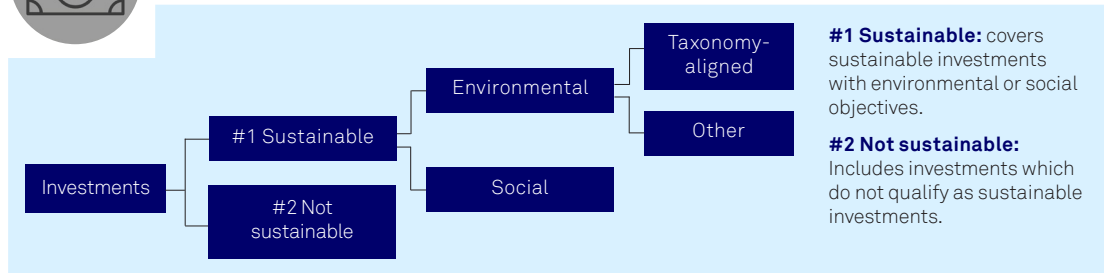 Investments
#1 Sustainable
#2 Not
sustainable
Environmental
Social
Taxonomy-
aligned
Other
#1 Sustainable: covers
sustainable investments
with environmental or social
objectives.
#2 Not sustainable:
Includes investments which
do not qualify as sustainable
investments.